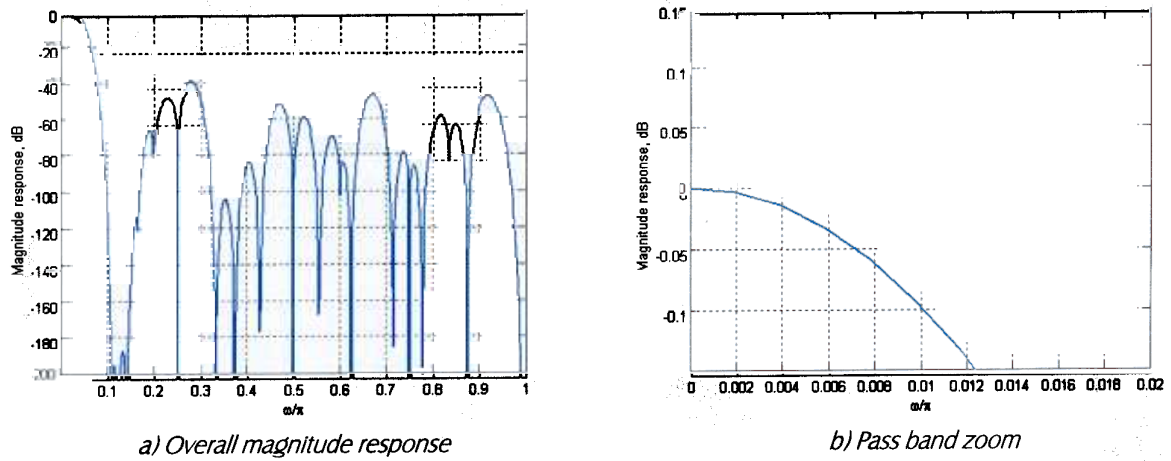 Magnitude response, dB
0
-20
-40
-60
-80
-100
-120
-140
-160
-180
200
0.1 0.2 0.3 0.4 0.5 0.6 0.7 0.8 0.9 1
ω/π
a) Overall magnitude response
Magnitude response, dB
0.15
0.1
0.05
0
-0.05
-0.1
0 0.002 0.004 0.006 0.008 0.01 0.012 0.014 0.016 0.018 0.02
ω/π
b) Pass band zoom